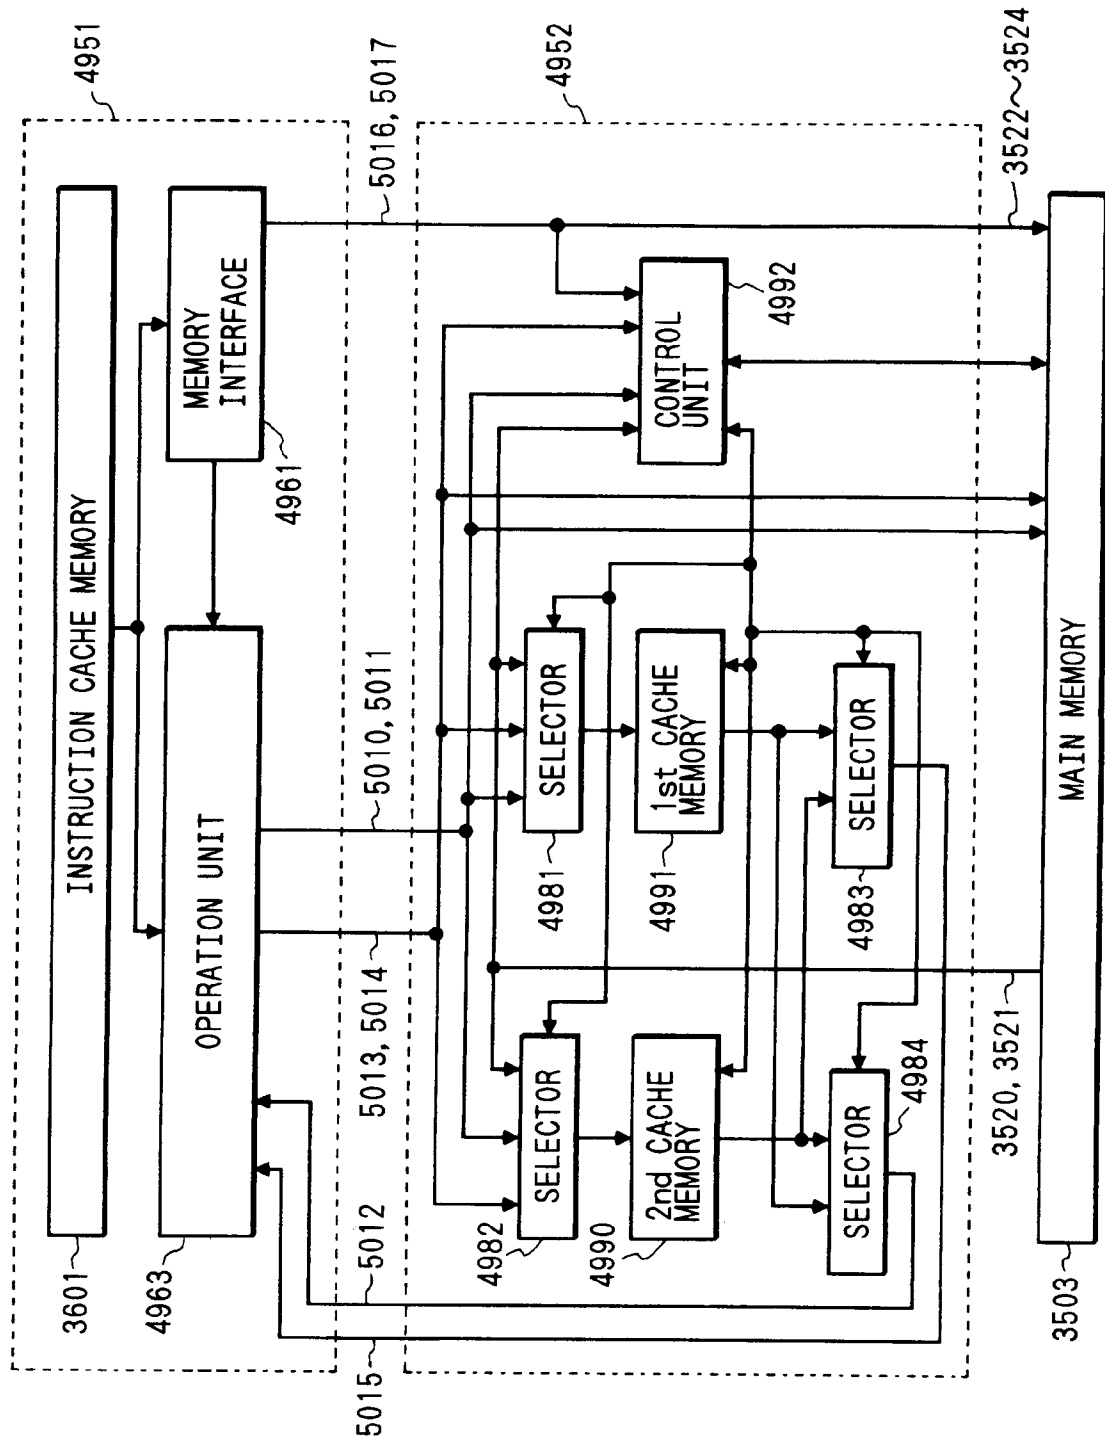 4951
INSTRUCTION CACHE MEMORY
3601
MEMORY
INTERFACE
4961
OPERATION UNIT
4963
5016, 5017
5010, 5011
5013, 5014
5012
5015
4952
SELECTOR
4981
SELECTOR
4982
1st CACHE
MEMORY
4991
2nd CACHE
MEMORY
4990
CONTROL
UNIT
4992
SELECTOR
4983
SELECTOR
4984
3522~3524
3520, 3521
MAIN MEMORY
3503